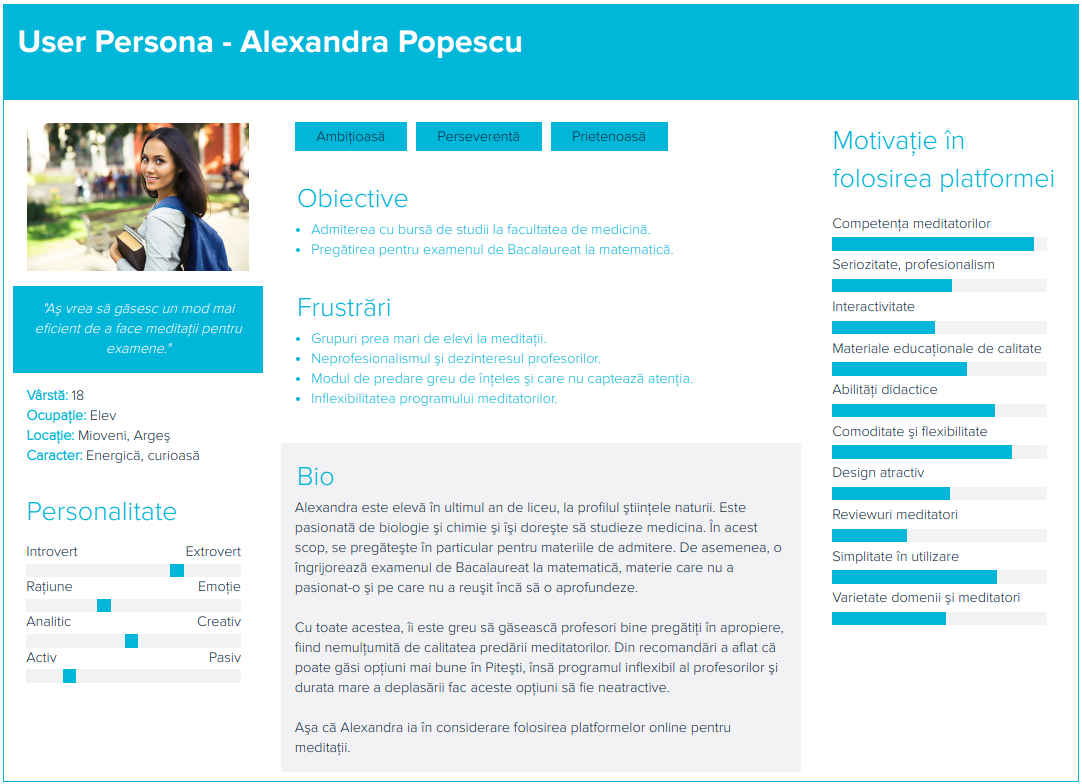 User Persona - Alexandra Popescu
"Aş vrea să găsesc un mod mai
eficient de a face meditaţii pentru
examene."
Vârstă: 18
Ocupaţie: Elev
Locaţie: Mioveni, Argeş
Caracter: Energică, curioasă
Personalitate
Introvert Extrovert
Raţiune Emoţie
Analitic Creativ
Activ Pasiv
Ambiţioasă Perseverentă Prietenoasă
Obiective
Admiterea cu bursă de studii la facultatea de medicină.
Pregătirea pentru examenul de Bacalaureat la matematică.
Frustrări
Grupuri prea mari de elevi la meditaţii.
Neprofesionalismul şi dezinteresul profesorilor.
Modul de predare greu de înţeles şi care nu captează atenţia.
Inflexibilitatea programului meditatorilor.
Bio
Alexandra este elevă în ultimul an de liceu, la profilul ştiinţele naturii. Este
pasionată de biologie şi chimie şi îşi doreşte să studieze medicina. În acest
scop, se pregăteşte în particular pentru materiile de admitere. De asemenea, o
îngrijorează examenul de Bacalaureat la matematică, materie care nu a
pasionat-o şi pe care nu a reuşit încă să o aprofundeze.
Cu toate acestea, îi este greu să găsească profesori bine pregătiţi în apropiere,
fiind nemulţumită de calitatea predării meditatorilor. Din recomandări a aflat că
poate găsi opţiuni mai bune în Piteşti, însă programul inflexibil al profesorilor şi
durata mare a deplasării fac aceste opţiuni să fie neatractive.
Aşa că Alexandra ia în considerare folosirea platformelor online pentru
meditaţii.
Motivaţie în
folosirea platformei
Competenţa meditatorilor
Seriozitate, profesionalism
Interactivitate
Materiale educaţionale de calitate
Abilităţi didactice
Comoditate şi flexibilitate
Design atractiv
Reviewuri meditatori
Simplitate în utilizare
Varietate domenii şi meditatori